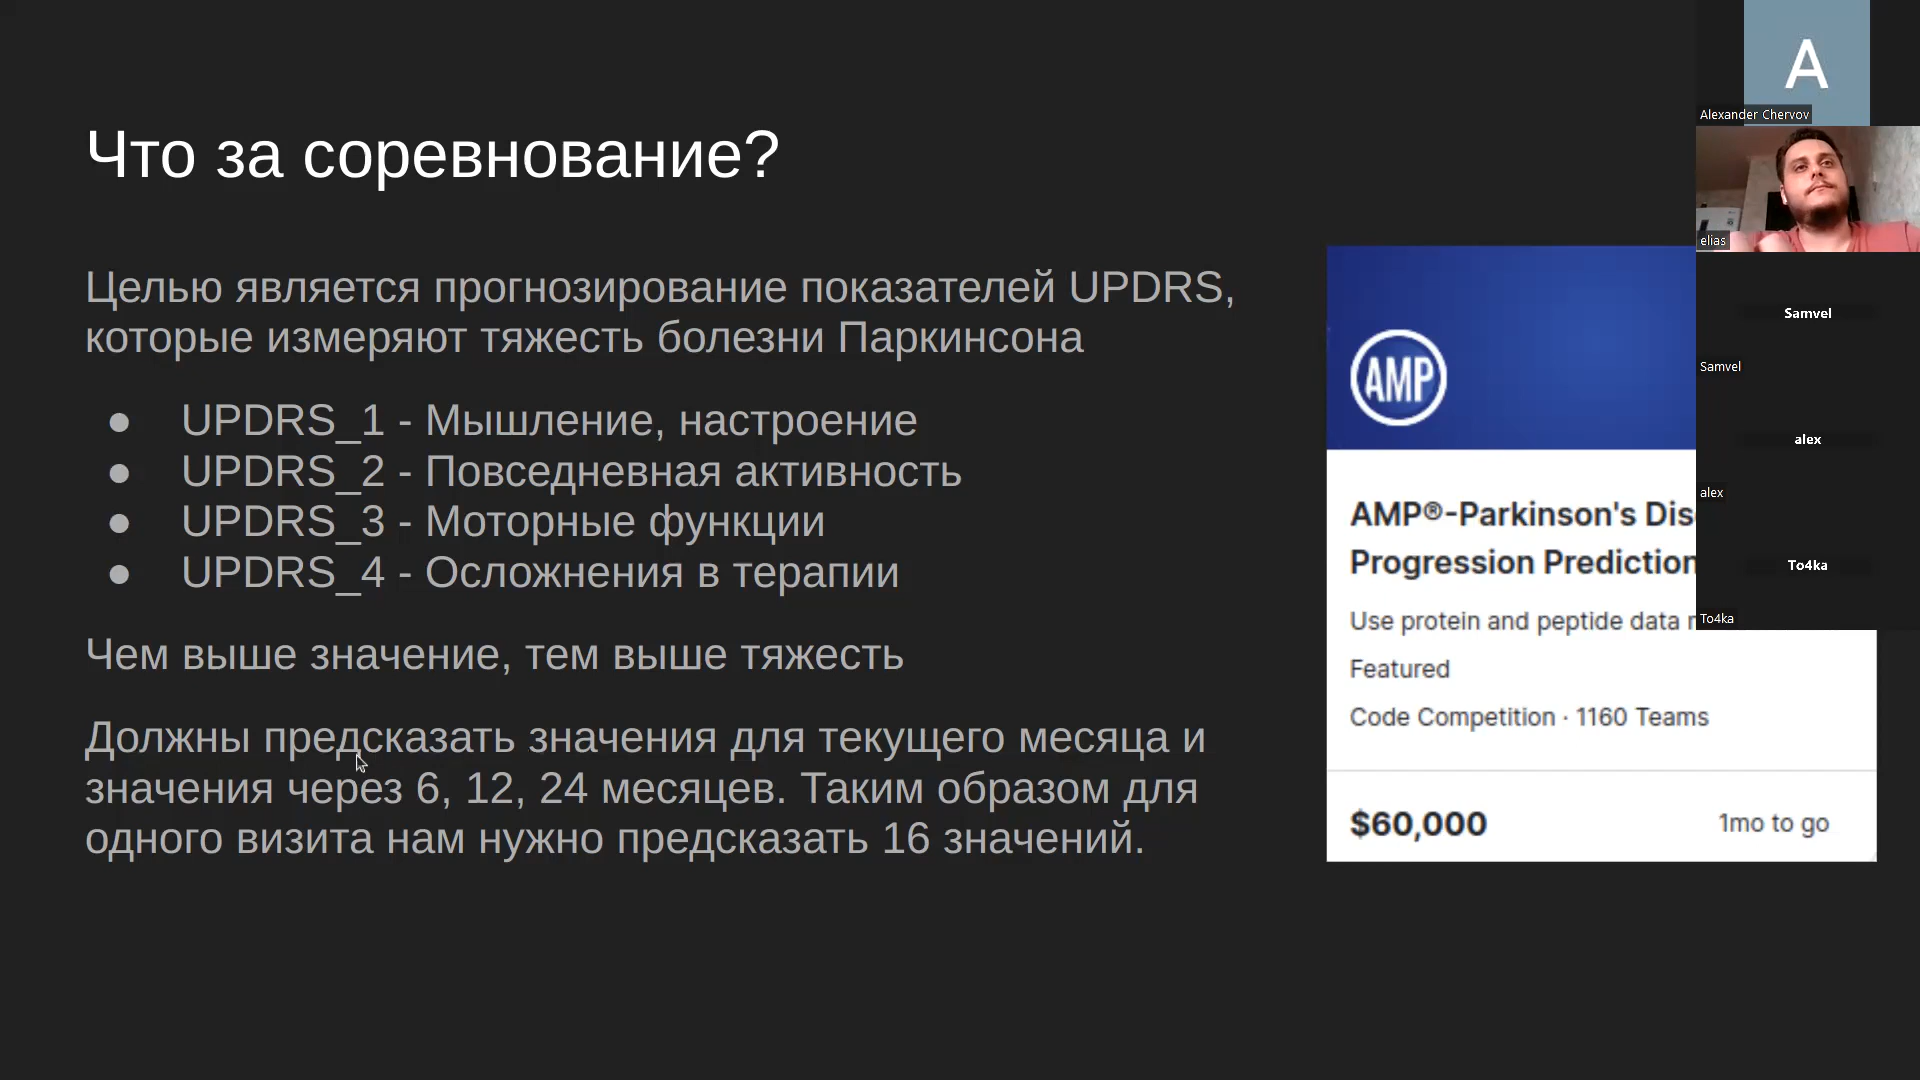 Что за соревнование?
Целью является прогнозирование показателей UPDRS,
которые измеряют тяжесть болезни Паркинсона
● UPDRS_1 - Мышление, настроение
● UPDRS_2 - Повседневная активность
● UPDRS_3 - Моторные функции
● UPDRS_4 - Осложнения в терапии
Чем выше значение, тем выше тяжесть
Должны предсказать значения для текущего месяца и
значения через 6, 12, 24 месяцев. Таким образом для
одного визита нам нужно предсказать 16 значений.
AMP
AMP®-Parkinson's
Progression Prediction
Use protein and peptide data
Featured
Code Competition · 1160 Teams
$60,000
1mo to go
A
Alexander Chervov
elias
Samvel
Samvel
alex
alex
To4ka
To4ka